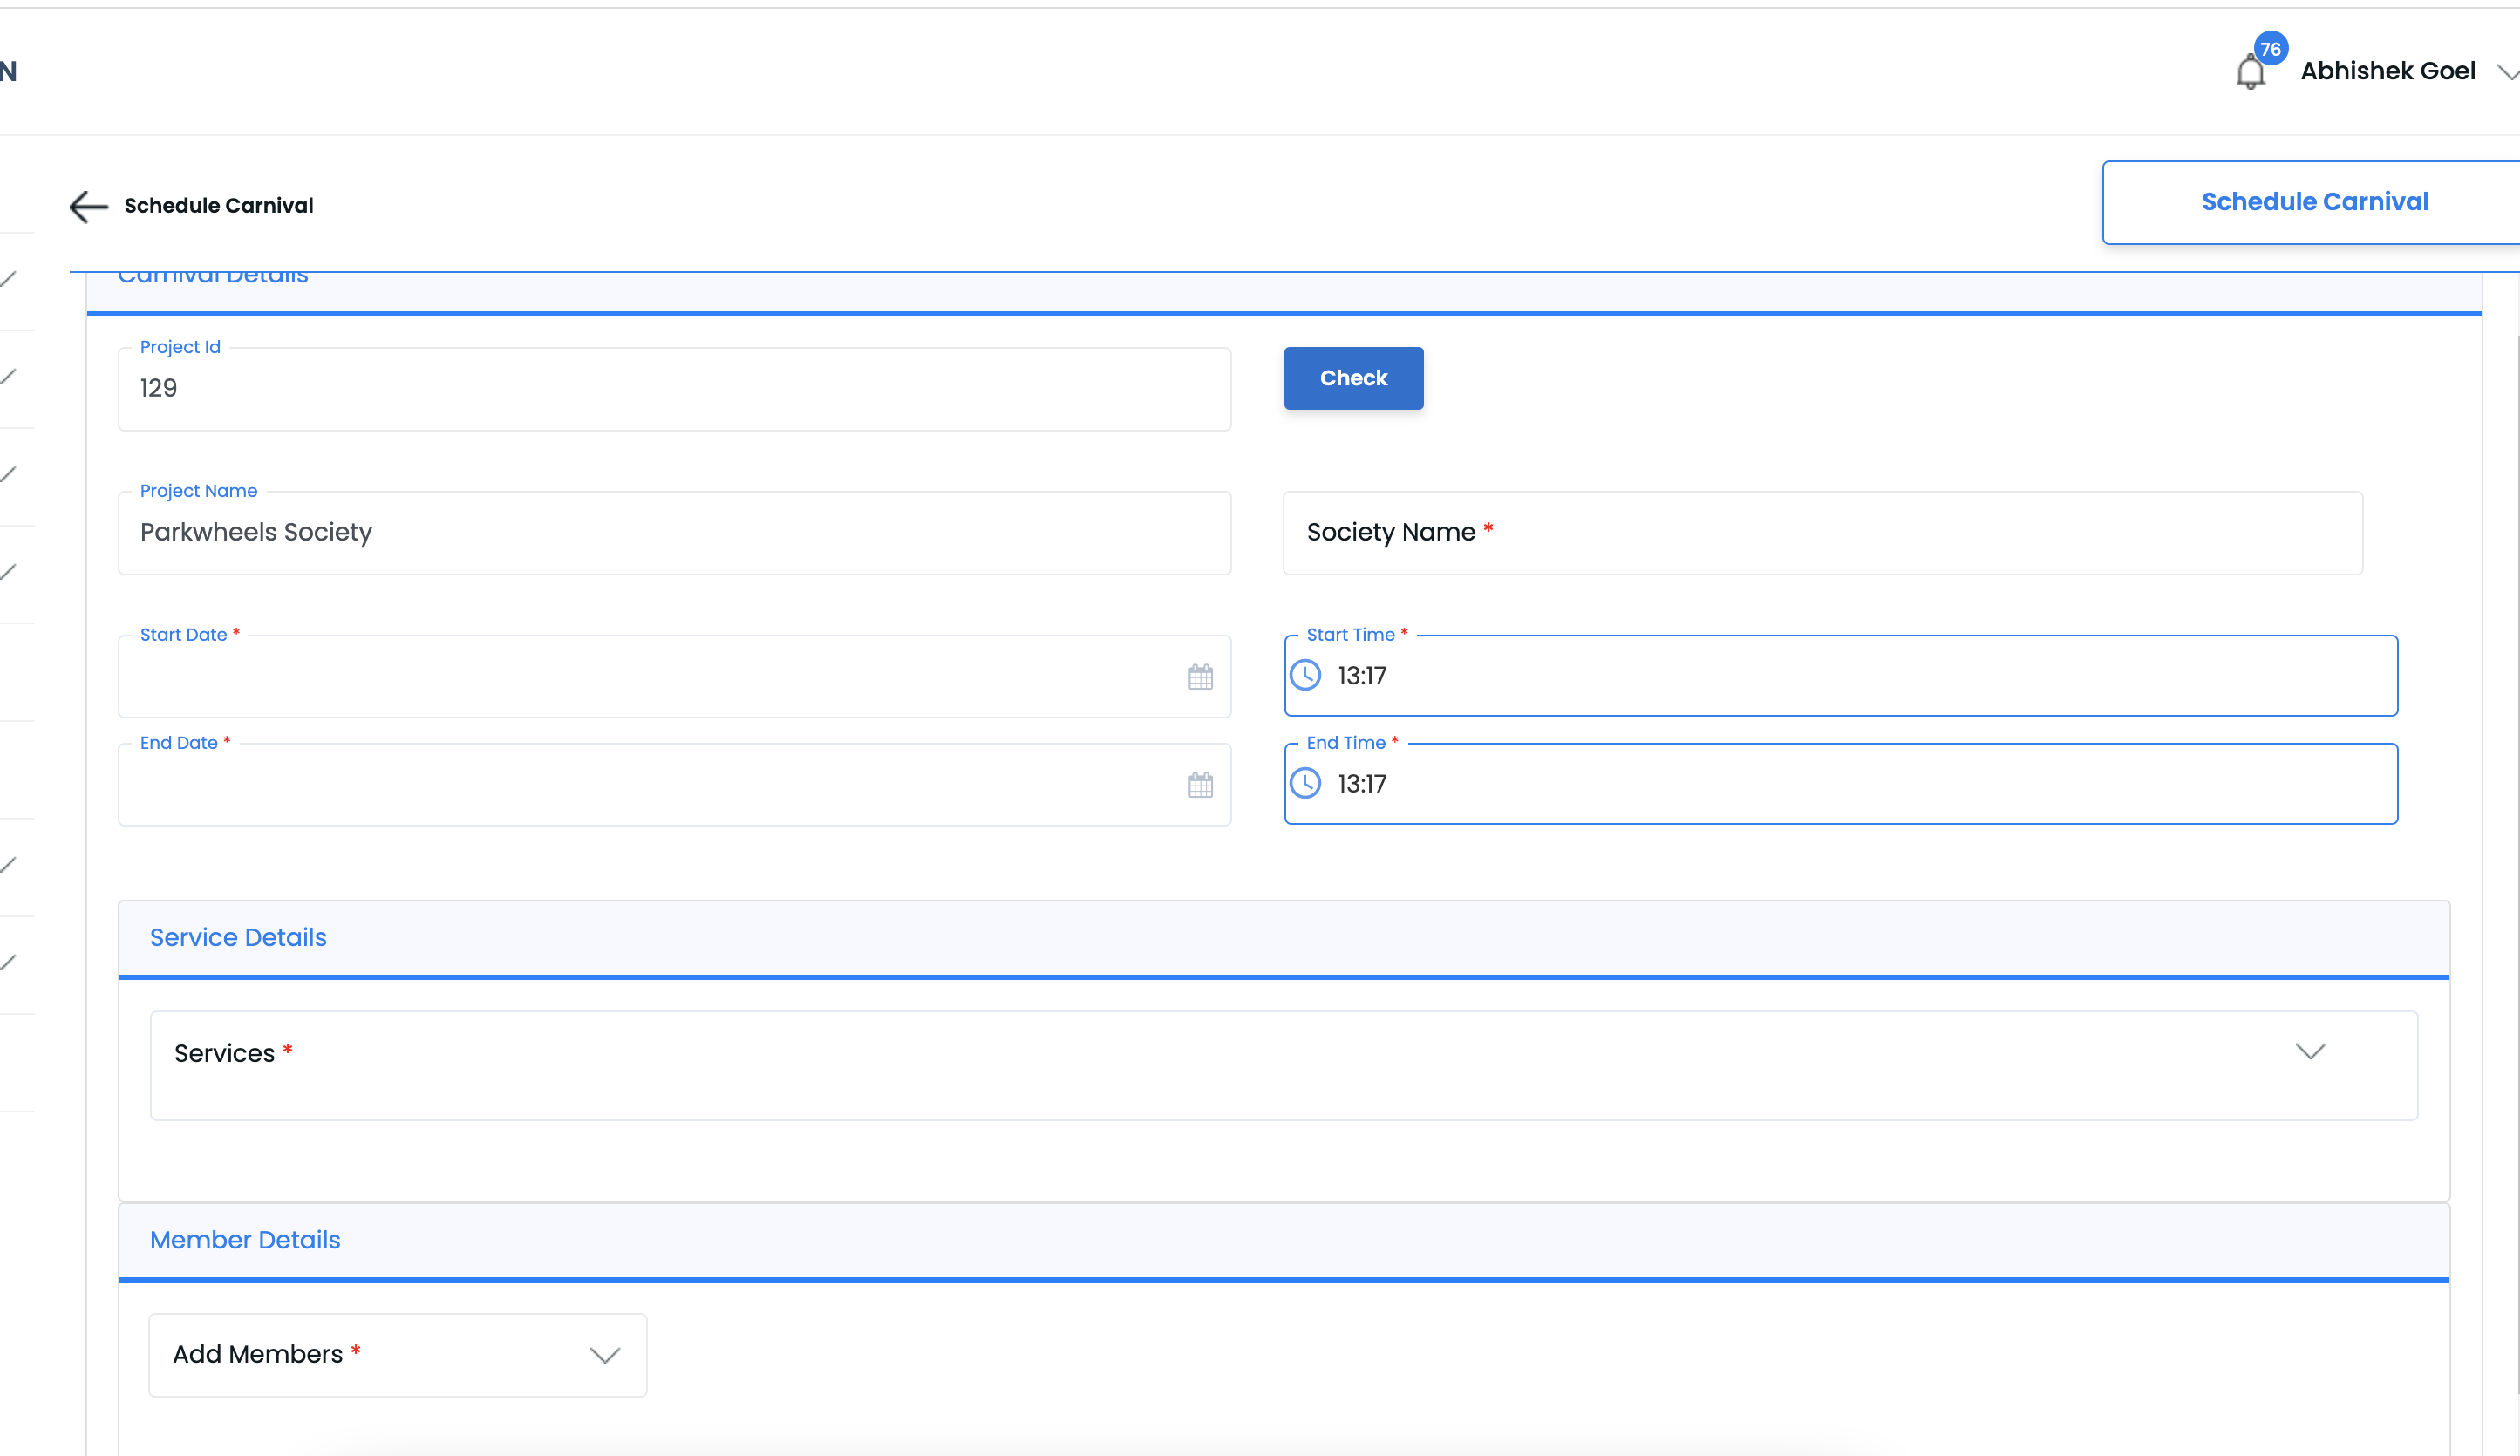 N
76
Abhishek Goel
Schedule Carnival
Schedule Carnival
Carnival Details
Project Id
129
Check
Project Name
Parkwheels Society
Society Name *
Start Date *
Start Time *
13:17
End Date *
End Time *
13:17
Service Details
Services *
Member Details
Add Members *